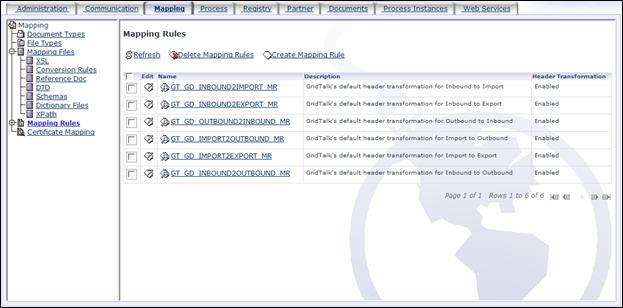 Administration Communication Mapping Process Registry Partner Documents Process Instances Web Services
Mapping
Document Types
File Types
Mapping Files
XSL
Conversion Rules
Reference Doc
DTD
Schemas
Dictionary Files
XPath
Mapping Rules
Certificate Mapping
Mapping Rules
Refresh Delete Mapping Rules Create Mapping Rule
Edit Name Description Header Transformation
GT_GD_INBOUND2IMPORT_MR GridTalk's default header transformation for Inbound to Import Enabled
GT_GD_INBOUND2EXPORT_MR GridTalk's default header transformation for Inbound to Export Enabled
GT_GD_OUTBOUND2INBOUND_MR GridTalk's default header transformation for Outbound to Inbound Enabled
GT_GD_IMPORT2OUTBOUND_MR GridTalk's default header transformation for Import to Outbound Enabled
GT_GD_IMPORT2EXPORT_MR GridTalk's default header transformation for Import to Export Enabled
GT_GD_INBOUND2OUTBOUND_MR GridTalk's default header transformation for Inbound to Outbound Enabled
Page 1 of 1 Rows 1 to 6 of 6 1